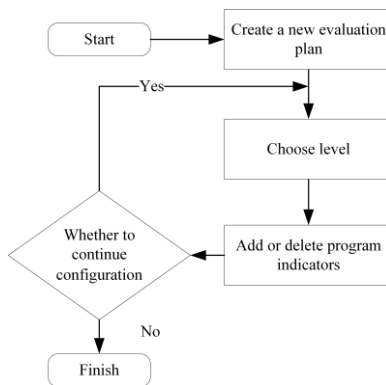 Start
Create a new evaluation
plan
Yes
Choose level
Whether to
continue
configuration
Add or delete program
indicators
No
Finish